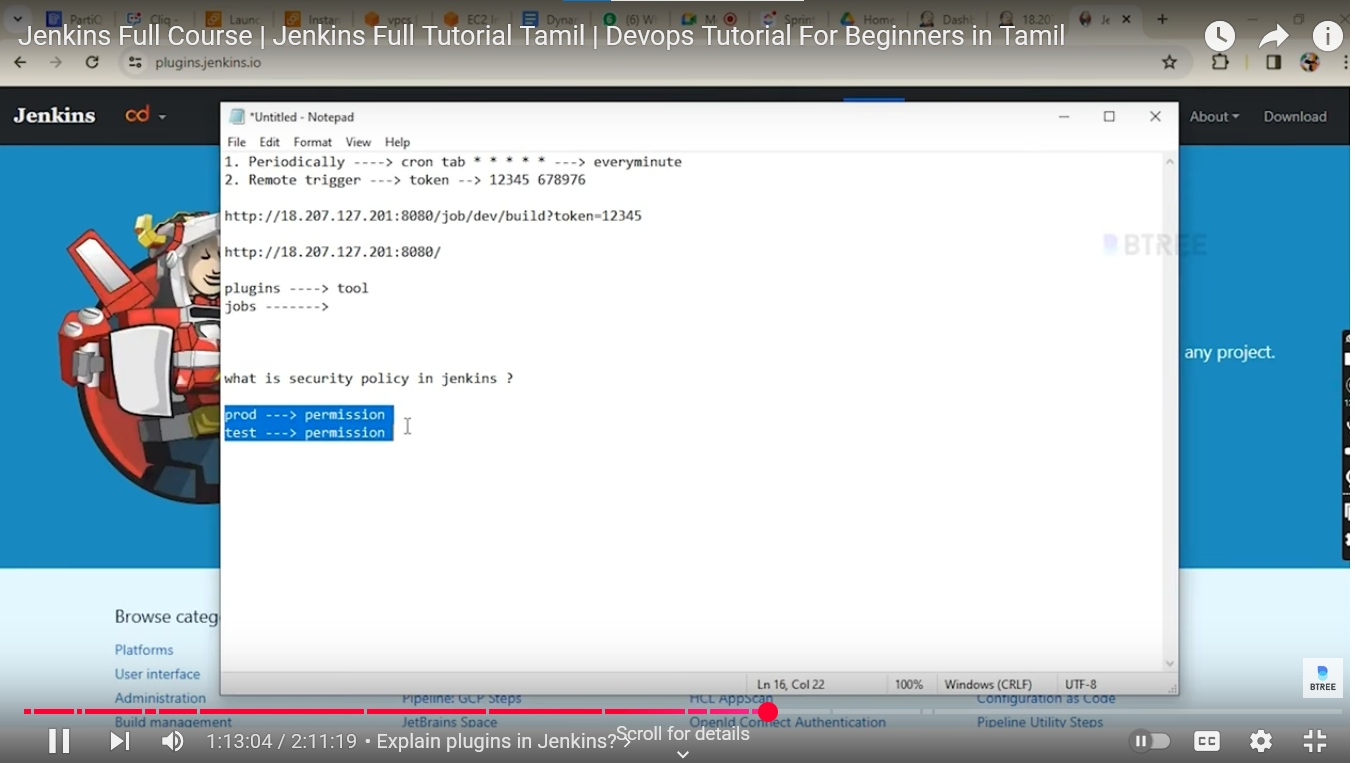 PartiO
Cliq -
Launc
Instan
vpcs
EC2 In
Dyna
(6) W
M
Sprin
Home
Dash
18.20
Je
Jenkins Full Course | Jenkins Full Tutorial Tamil | Devops Tutorial For Beginners in Tamil
plugins.jenkins.io
Jenkins
cd
About
Download
*Untitled - Notepad
File Edit Format View Help
1. Periodically ----> cron tab * * * * * ---> everyminute
2. Remote trigger ---> token --> 12345 678976
http://18.207.127.201:8080/job/dev/build?token=12345
http://18.207.127.201:8080/
BTREE
plugins ----> tool
jobs ------->
any project.
what is security policy in jenkins ?
prod ---> permission
test ---> permission
Browse categ
Platforms
User interface
Administration
Build management
Ln 16, Col 22
100%
Windows (CRLF)
UTF-8
BTREE
Pipeline: GCP Steps
HCL AppScan
Configuration as Code
JetBrains Space
OpenId Connect Authentication
Pipeline Utility Steps
1:13:04 / 2:11:19 • Explain plugins in Jenkins? ›
Scroll for details
CC